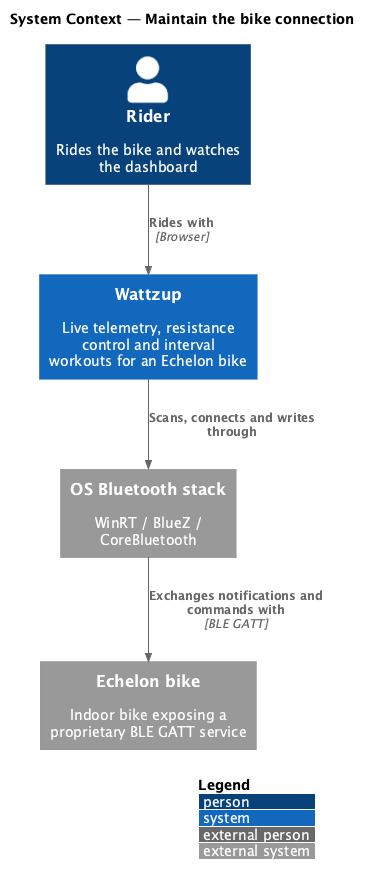 System Context — Maintain the bike connection
Rider
Rides the bike and watches
the dashboard
Rides with
[Browser]
Wattzup
Live telemetry, resistance
control and interval
workouts for an Echelon bike
Scans, connects and writes
through
OS Bluetooth stack
WinRT / BlueZ /
CoreBluetooth
Exchanges notifications and
commands with
[BLE GATT]
Echelon bike
Indoor bike exposing a
proprietary BLE GATT service
Legend
person
system
external person
external system